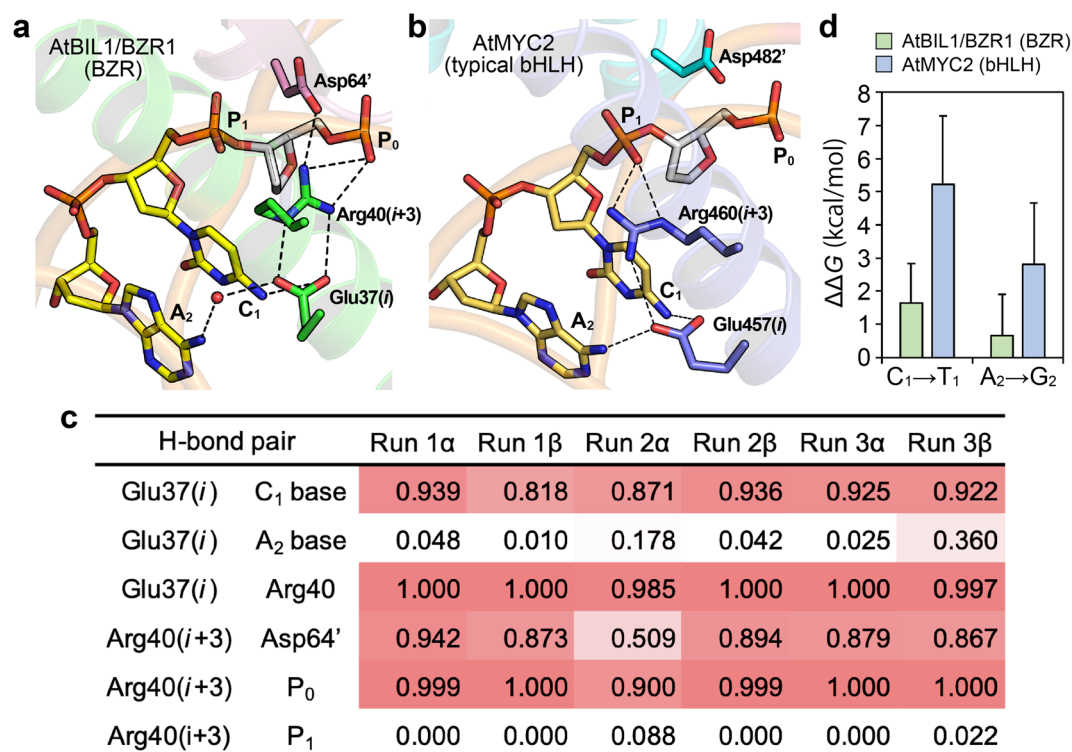 a
AtBIL1/BZR1
(BZR)
Asp64’
P1
P0
Arg40(i+3)
Glu37(i)
C1
A2
b
AtMYC2
(typical bHLH)
Asp482’
P1
P0
Arg460(i+3)
C1
A2
Glu457(i)
d
AtBIL1/BZR1 (BZR)
AtMYC2 (bHLH)
ΔΔG (kcal/mol)
8
7
6
5
4
3
2
1
0
C1→T1 A2→G2
c
H-bond pair Run 1α Run 1β Run 2α Run 2β Run 3α Run 3β
Glu37(i) C1 base 0.939 0.818 0.871 0.936 0.925 0.922
Glu37(i) A2 base 0.048 0.010 0.178 0.042 0.025 0.360
Glu37(i) Arg40 1.000 1.000 0.985 1.000 1.000 0.997
Arg40(i+3) Asp64’ 0.942 0.873 0.509 0.894 0.879 0.867
Arg40(i+3) P0 0.999 1.000 0.900 0.999 1.000 1.000
Arg40(i+3) P1 0.000 0.000 0.088 0.000 0.000 0.022